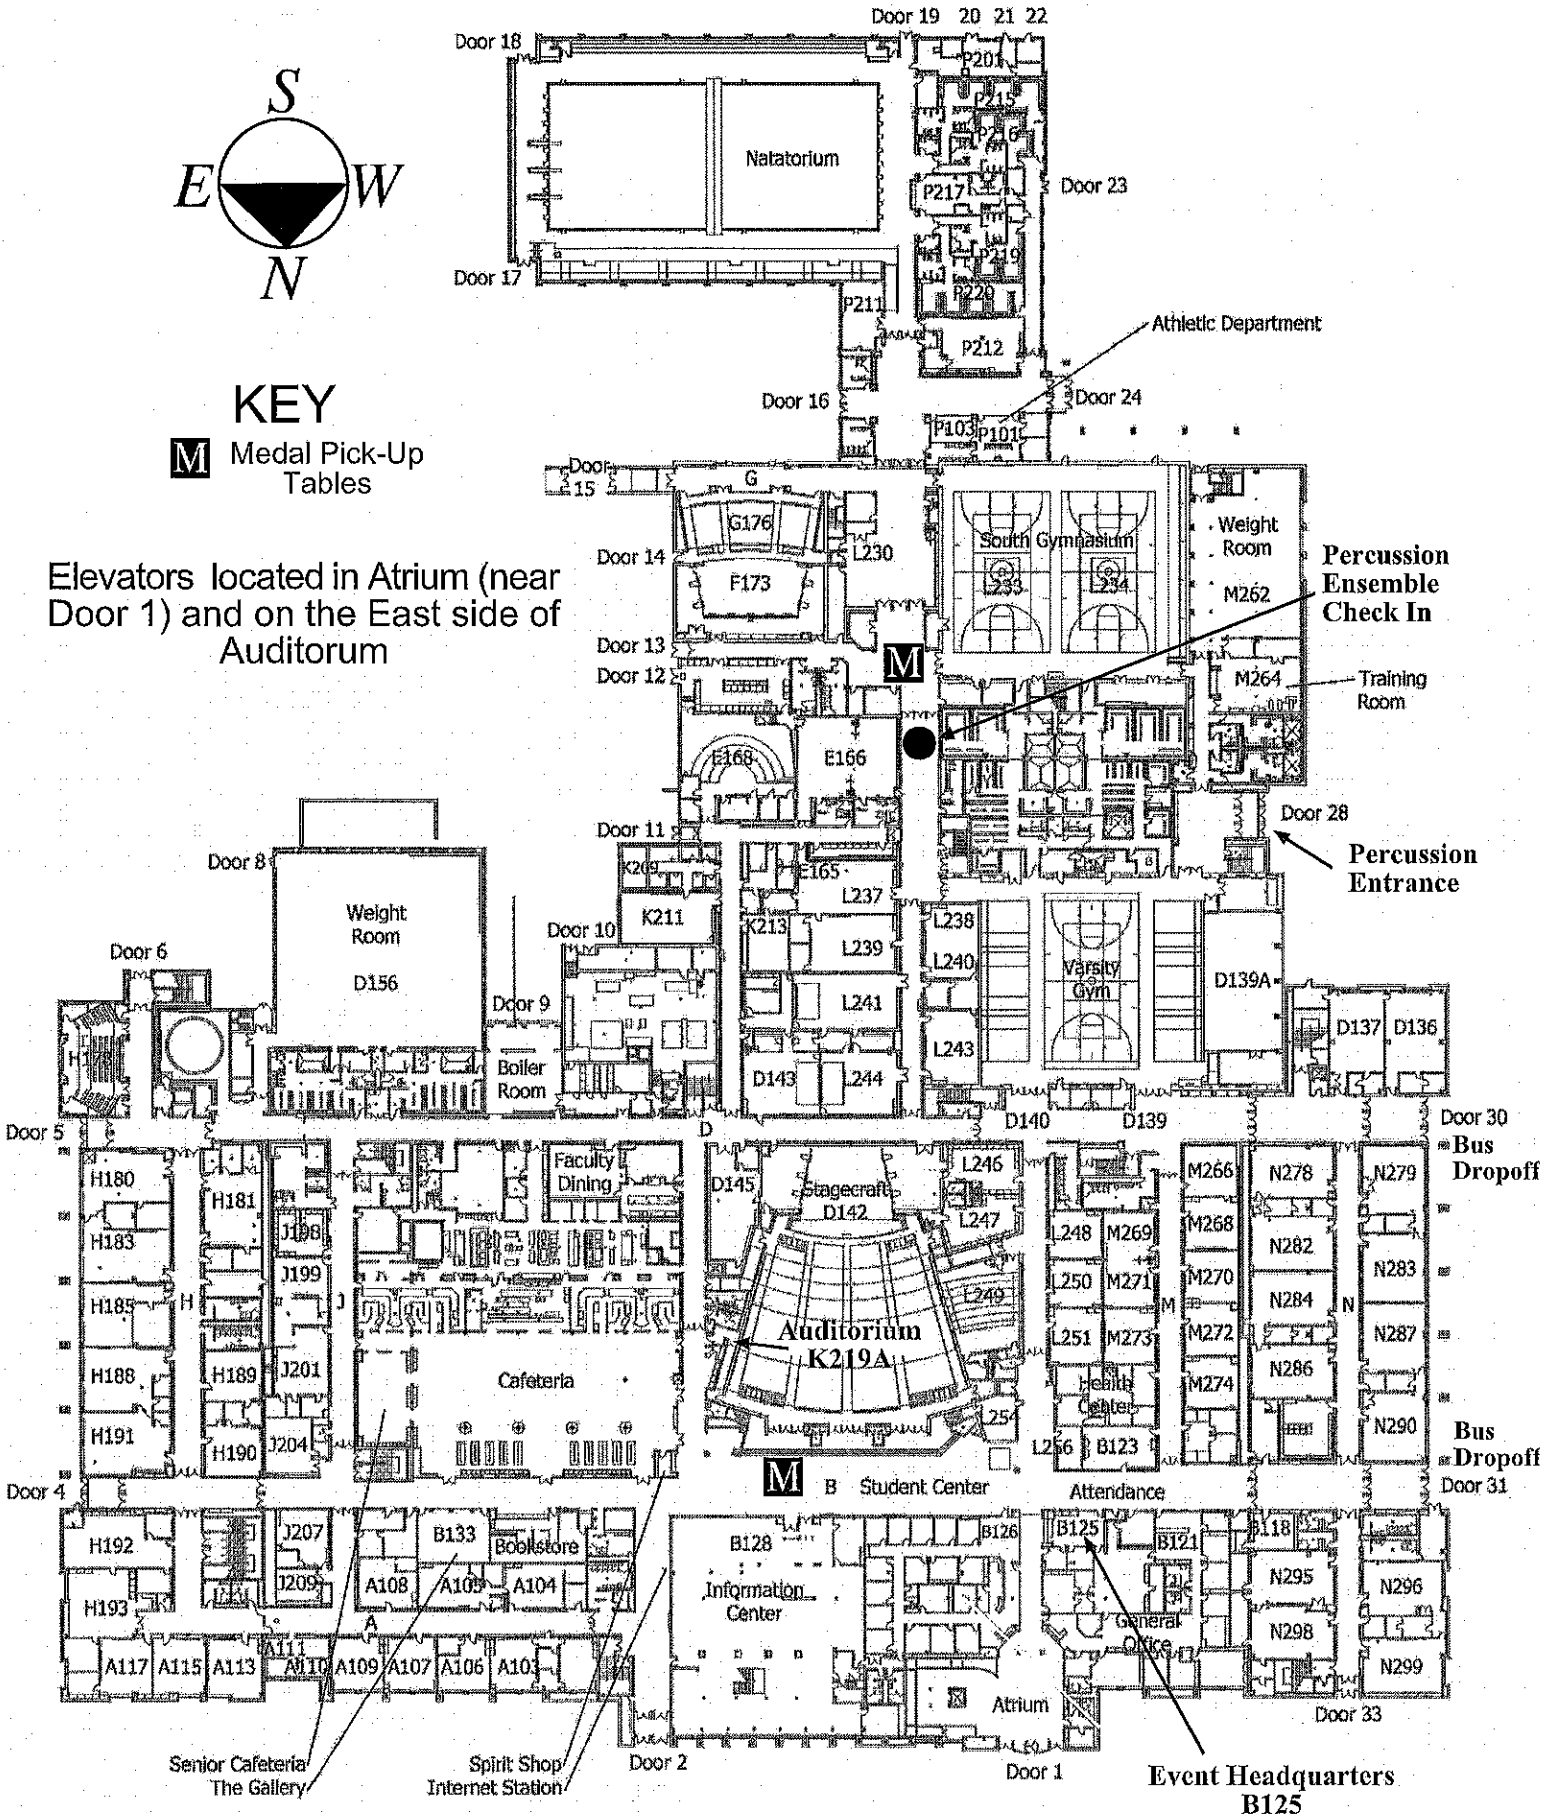 Door 19 20 21 22
Door 18
P201
S
P215
P216
Natatorium
E
W
P217
Door 23
N
Door 17
P219
P220
P211
Athletic Department
P212
KEY
Door 16
Door 24
M Medal Pick-Up
Tables
P103
P101
Door
15
G
G176
South Gymnasium
Weight
Room
L230
Door 14
Percussion
Ensemble
Check In
Elevators located in Atrium (near
Door 1) and on the East side of
Auditorum
F173
L233
L234
M262
Door 13
M
Door 12
M264
Training
Room
E168
E166
Door 11
Door 28
Door 8
Percussion
Entrance
K209
E165
L237
Weight
Room
K211
L238
Door 10
K213
L239
Door 6
L240
Varsity
Gym
D139A
D156
Door 9
L241
D137
D136
H178
Boiler
Room
L243
D143
L244
Door 5
D
D140
D139
Door 30
Bus
Dropoff
Faculty
Dining
H180
H181
D145
Stagecraft
D142
L246
M266
N278
N279
J198
L247
L248
M269
M268
H183
N282
J199
L250
M271
M270
N283
H185
H
J
L249
M
N284
N
Auditorium
K219A
L251
M273
M272
N287
H188
H189
J201
Cafeteria
Health
Center
M274
N286
L254
N290
H191
H190
J204
L256
B123
Bus
Dropoff
M
B
Student Center
Attendance
Door 4
Door 31
H192
J207
B133
Bookstore
B128
B126
B125
B121
B118
J209
A108
A105
A104
Information
Center
N295
N296
H193
A
General
Office
N298
A111
A117
A115
A113
A110
A109
A107
A106
A103
N299
Atrium
Door 33
Senior Cafeteria
The Gallery
Spirit Shop
Internet Station
Door 2
Door 1
Event Headquarters
B125